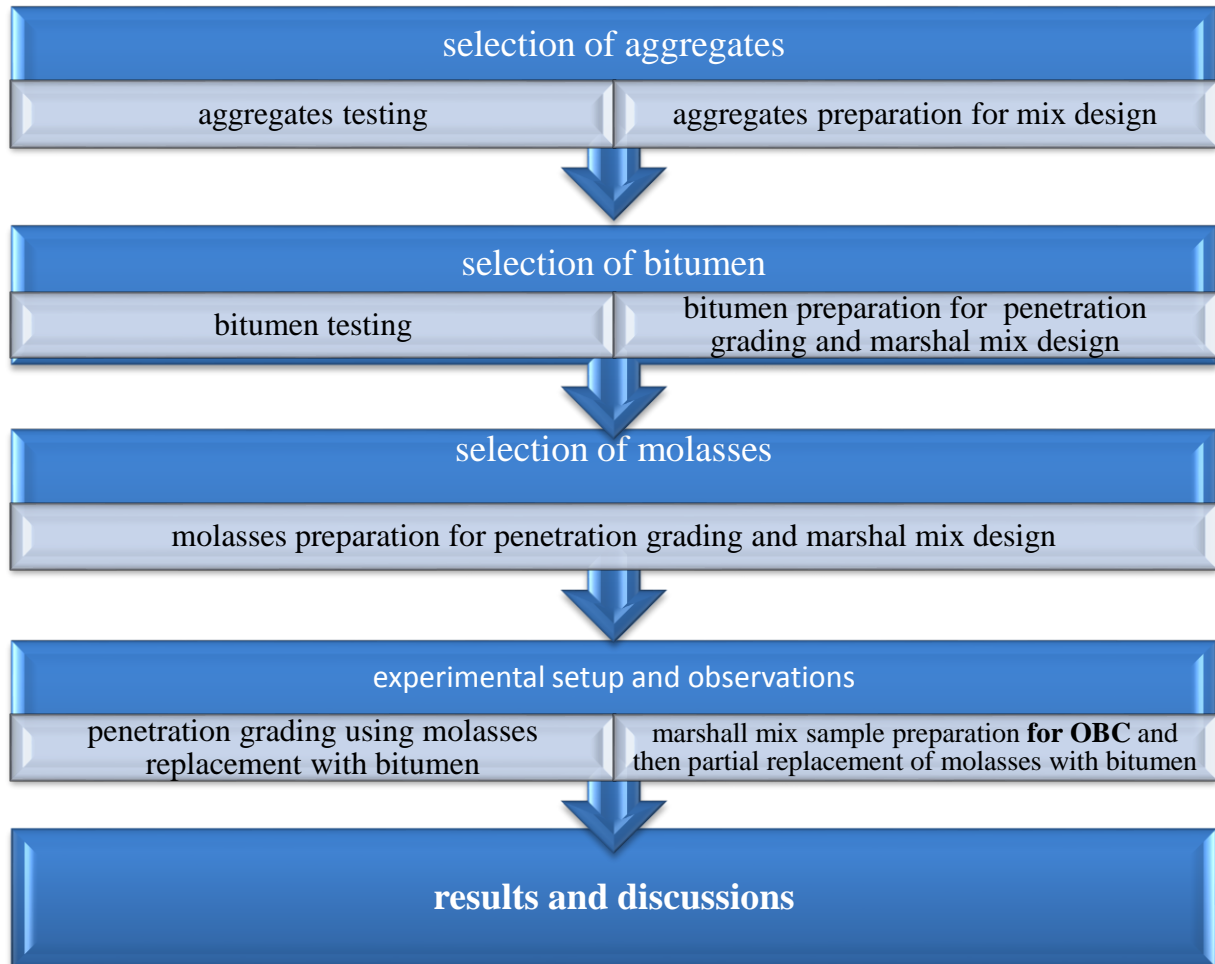 selection of aggregates
aggregates testing
aggregates preparation for mix design
selection of bitumen
bitumen testing
bitumen preparation for penetration
grading and marshal mix design
selection of molasses
molasses preparation for penetration grading and marshal mix design
experimental setup and observations
penetration grading using molasses
replacement with bitumen
marshall mix sample preparation for OBC and
then partial replacement of molasses with bitumen
results and discussions